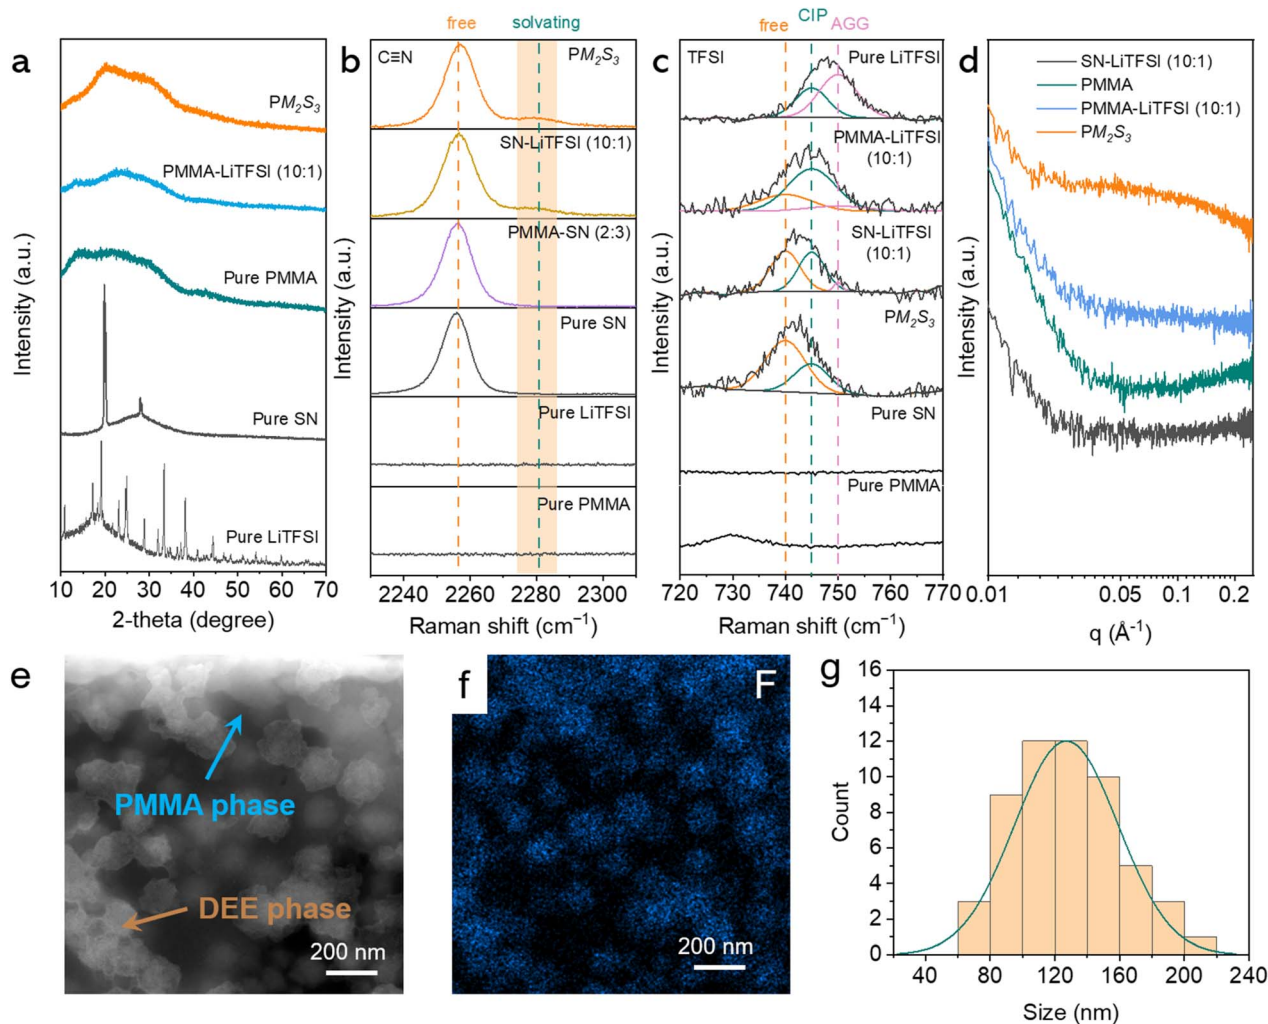 a
PM₂S₃
PMMA-LiTFSI (10:1)
Pure PMMA
Pure SN
Pure LiTFSI
Intensity (a.u.)
10 20 30 40 50 60 70
2-theta (degree)
free
solvating
b
C≡N
PM₂S₃
SN-LiTFSI (10:1)
PMMA-SN (2:3)
Pure SN
Pure LiTFSI
Pure PMMA
Intensity (a.u.)
2240 2260 2280 2300
Raman shift (cm⁻¹)
free
CIP
AGG
c
TFSI
Pure LiTFSI
PMMA-LiTFSI
(10:1)
SN-LiTFSI
(10:1)
PM₂S₃
Pure SN
Pure PMMA
Intensity (a.u.)
720 730 740 750 760 770
Raman shift (cm⁻¹)
d
SN-LiTFSI (10:1)
PMMA
PMMA-LiTFSI (10:1)
PM₂S₃
Intensity (a.u.)
0.01 0.05 0.1 0.2
q (Å⁻¹)
e
PMMA phase
DEE phase
200 nm
f
F
200 nm
g
16
14
12
10
8
6
4
2
0
Count
40 80 120 160 200 240
Size (nm)